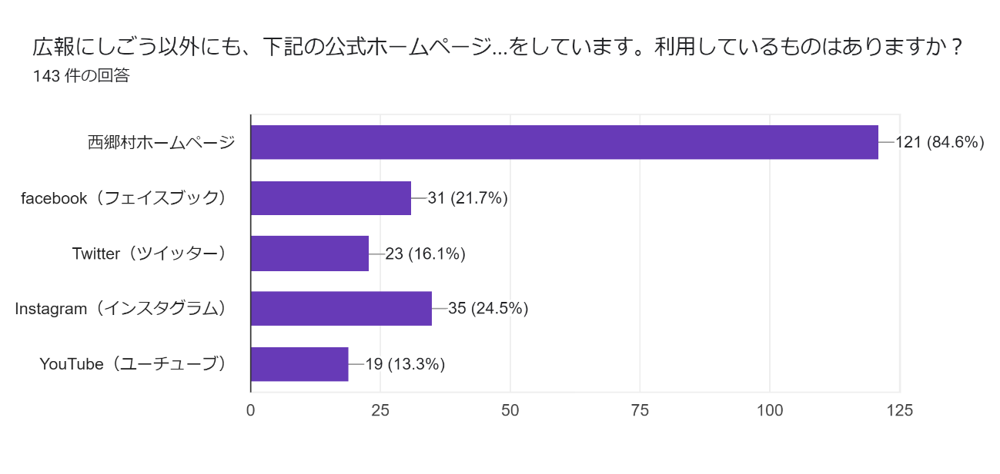 広報にしごう以外にも、下記の公式ホームページ...をしています。利用しているものはありますか？
143 件の回答
西郷村ホームページ 121 (84.6%)
facebook（フェイスブック） 31 (21.7%)
Twitter（ツイッター） 23 (16.1%)
Instagram（インスタグラム） 35 (24.5%)
YouTube（ユーチューブ） 19 (13.3%)
0 25 50 75 100 125